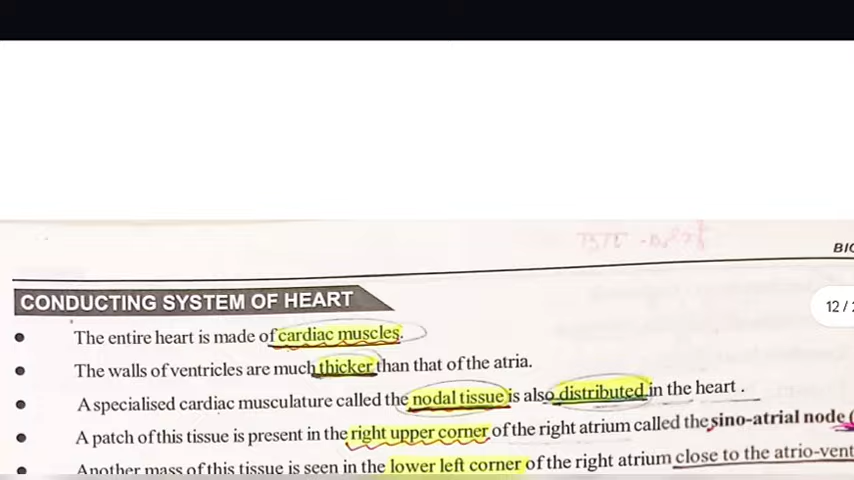 BIO
CONDUCTING SYSTEM OF HEART
12 / 2
The entire heart is made of cardiac muscles.
The walls of ventricles are much thicker than that of the atria.
A specialised cardiac musculature called the nodal tissue is also distributed in the heart .
A patch of this tissue is present in the right upper corner of the right atrium called the sino-atrial node (
Another mass of this tissue is seen in the lower left corner of the right atrium close to the atrio-vent